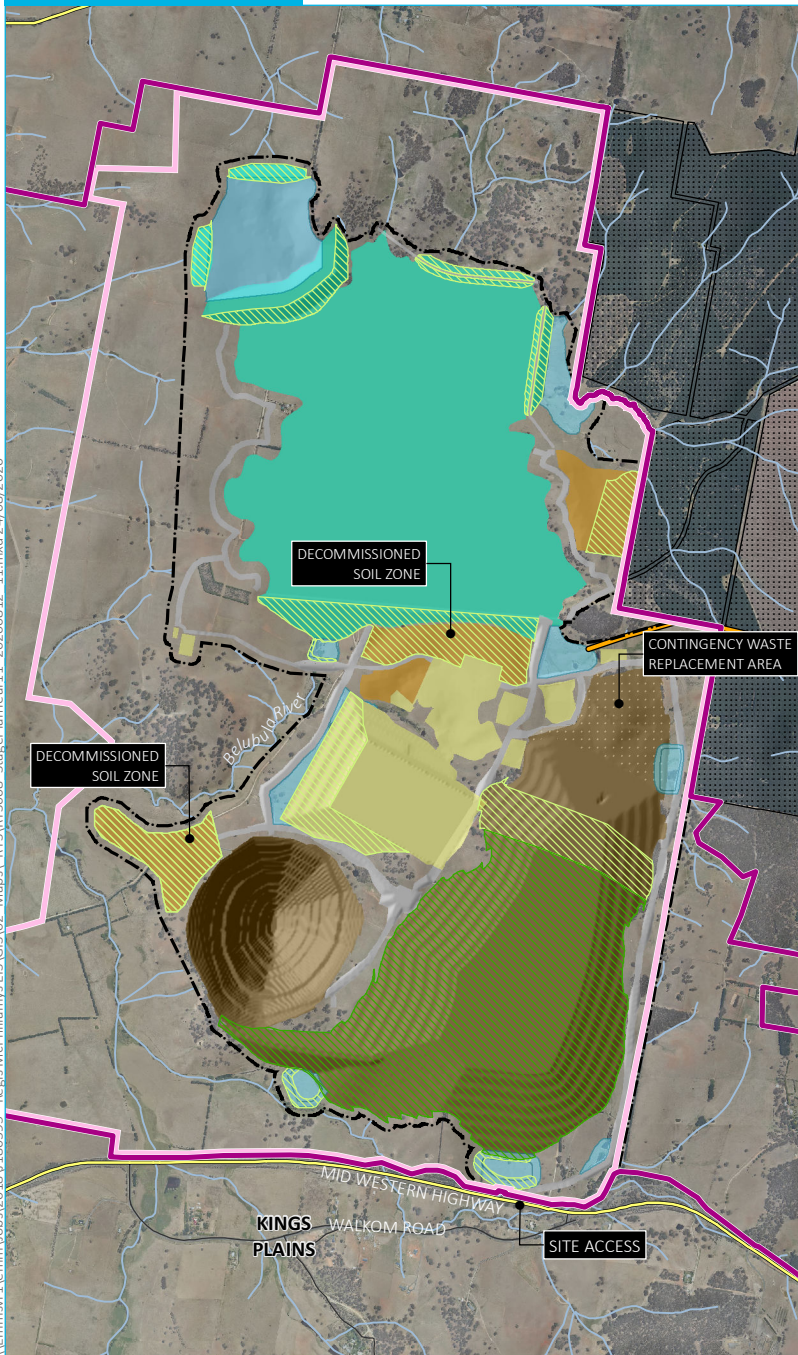 DECOMMISSIONED
SOIL ZONE
CONTINGENCY WASTE
REPLACEMENT AREA
Belubula River
DECOMMISSIONED
SOIL ZONE
MID WESTERN HIGHWAY
KINGS
PLAINS
WALKOM ROAD
SITE ACCESS